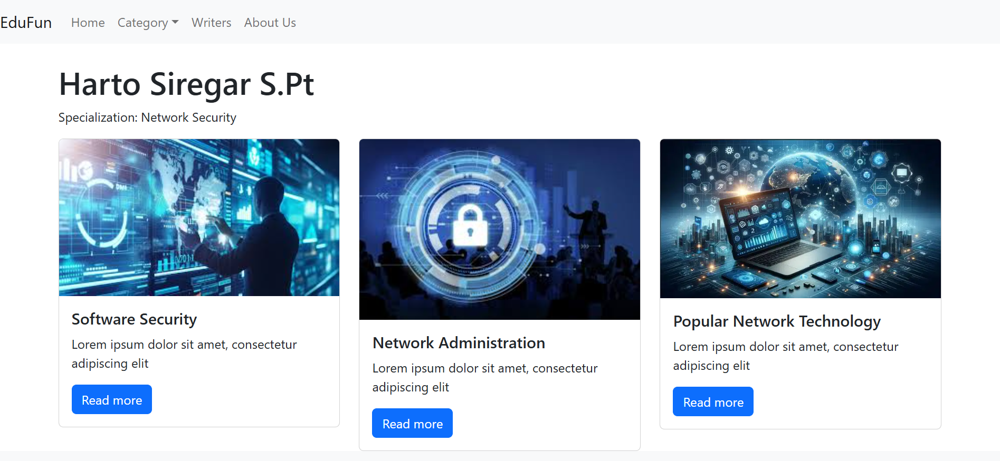 EduFun Home Category Writers About Us
Harto Siregar S.Pt
Specialization: Network Security
Software Security
Lorem ipsum dolor sit amet, consectetur
adipiscing elit
Read more
Network Administration
Lorem ipsum dolor sit amet, consectetur
adipiscing elit
Read more
Popular Network Technology
Lorem ipsum dolor sit amet, consectetur
adipiscing elit
Read more